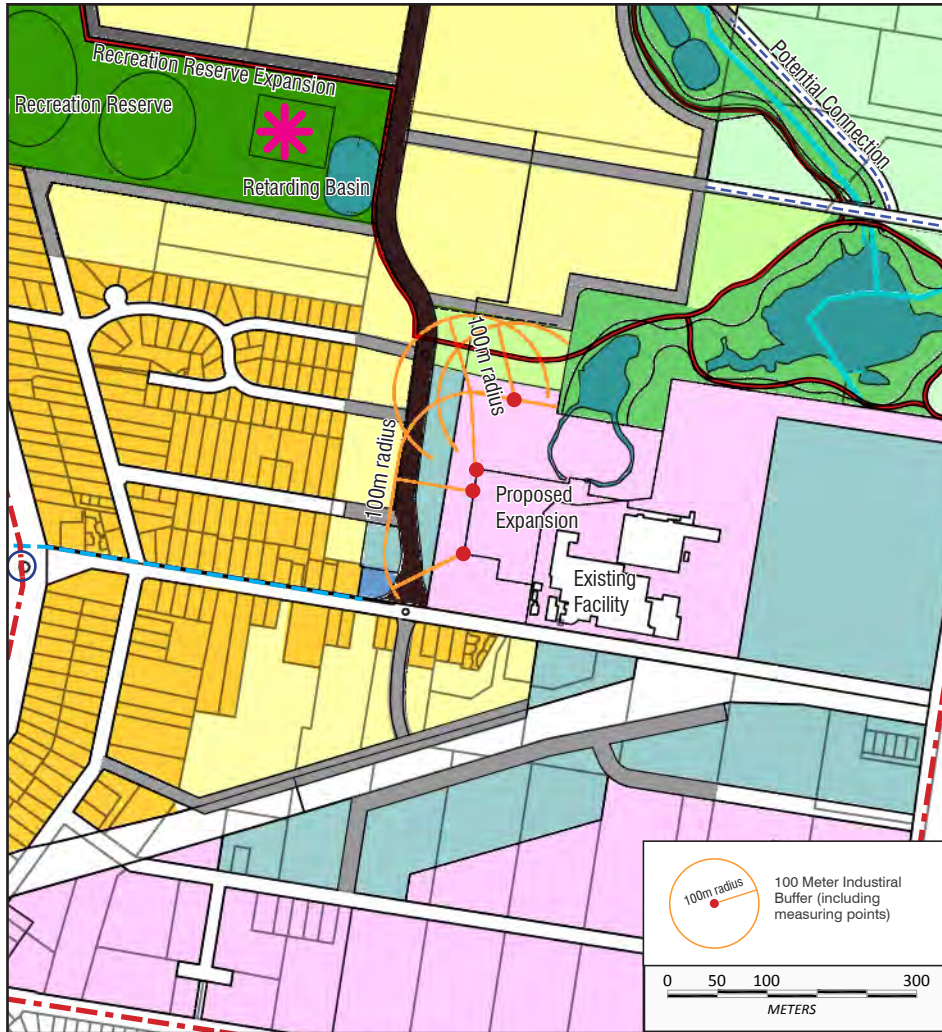 Recreation Reserve Expansion
Recreation Reserve
Retarding Basin
Potential Connection
100m radius
100m radius
Proposed
Expansion
Existing
Facility
100m radius
100 Meter Industiral
Buffer (including
measuring points)
0 50 100 300
METERS